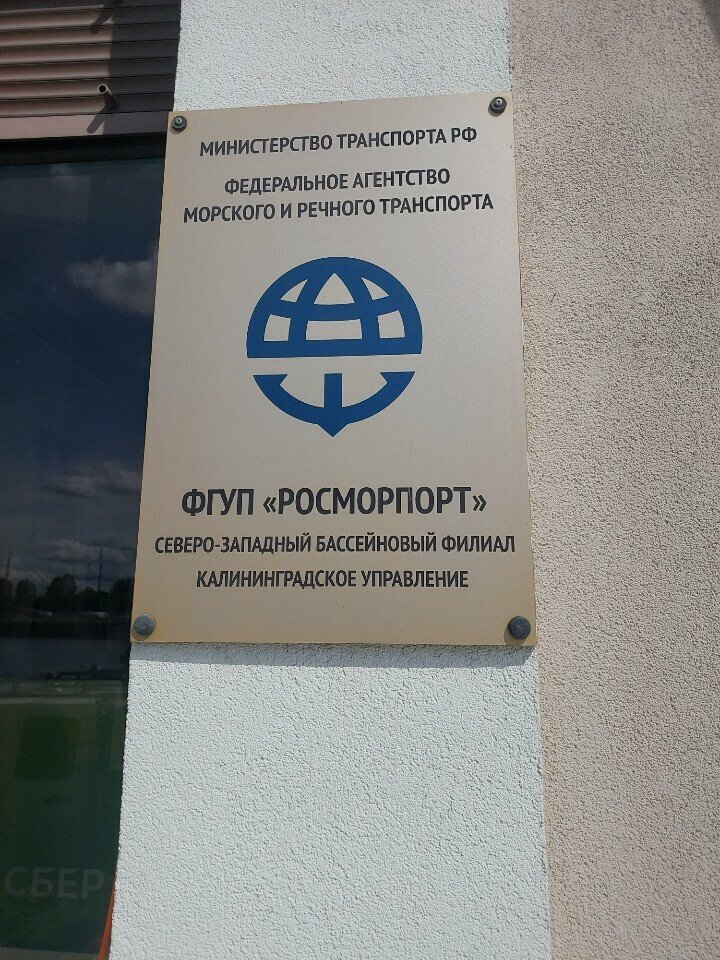 МИНИСТЕРСТВО ТРАНСПОРТА РФ
ФЕДЕРАЛЬНОЕ АГЕНТСТВО
МОРСКОГО И РЕЧНОГО ТРАНСПОРТА
ФГУП «РОСМОРПОРТ»
СЕВЕРО-ЗАПАДНЫЙ БАССЕЙНОВЫЙ ФИЛИАЛ
КАЛИНИНГРАДСКОЕ УПРАВЛЕНИЕ
СБЕР